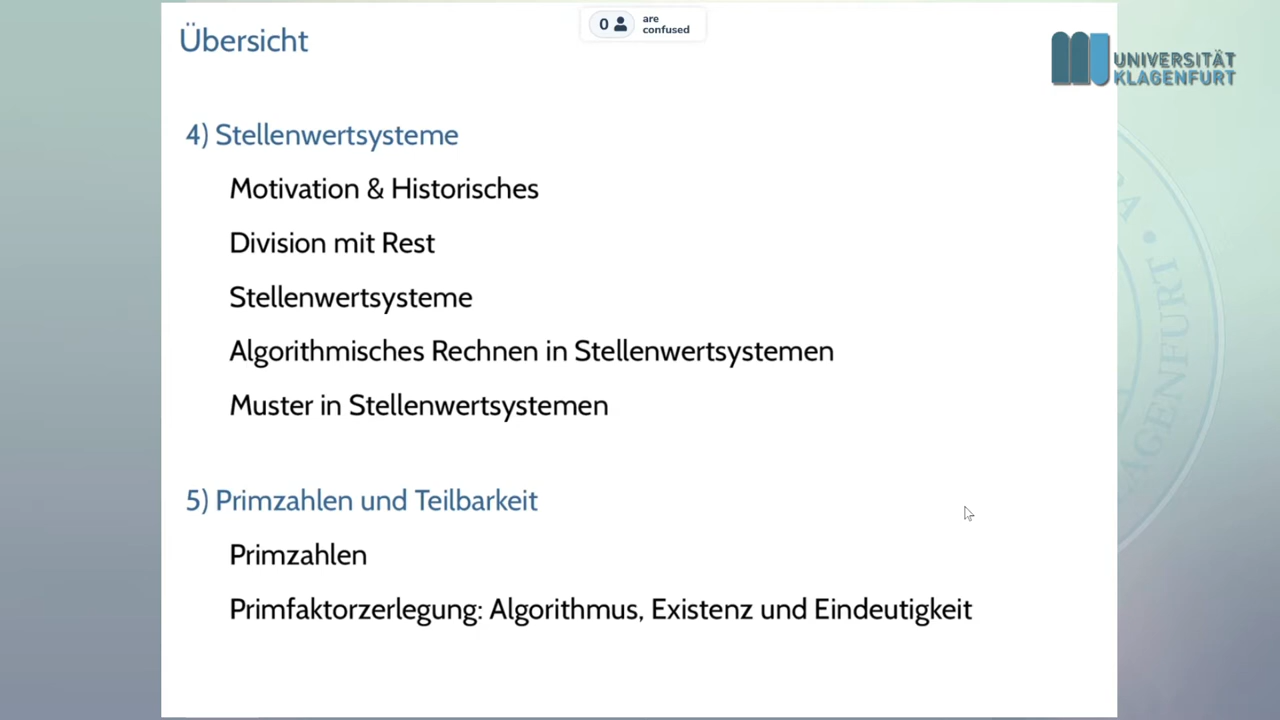 Übersicht
0 are confused
UNIVERSITÄT
KLAGENFURT
4) Stellenwertsysteme
Motivation & Historisches
Division mit Rest
Stellenwertsysteme
Algorithmisches Rechnen in Stellenwertsystemen
Muster in Stellenwertsystemen
5) Primzahlen und Teilbarkeit
Primzahlen
Primfaktorzerlegung: Algorithmus, Existenz und Eindeutigkeit